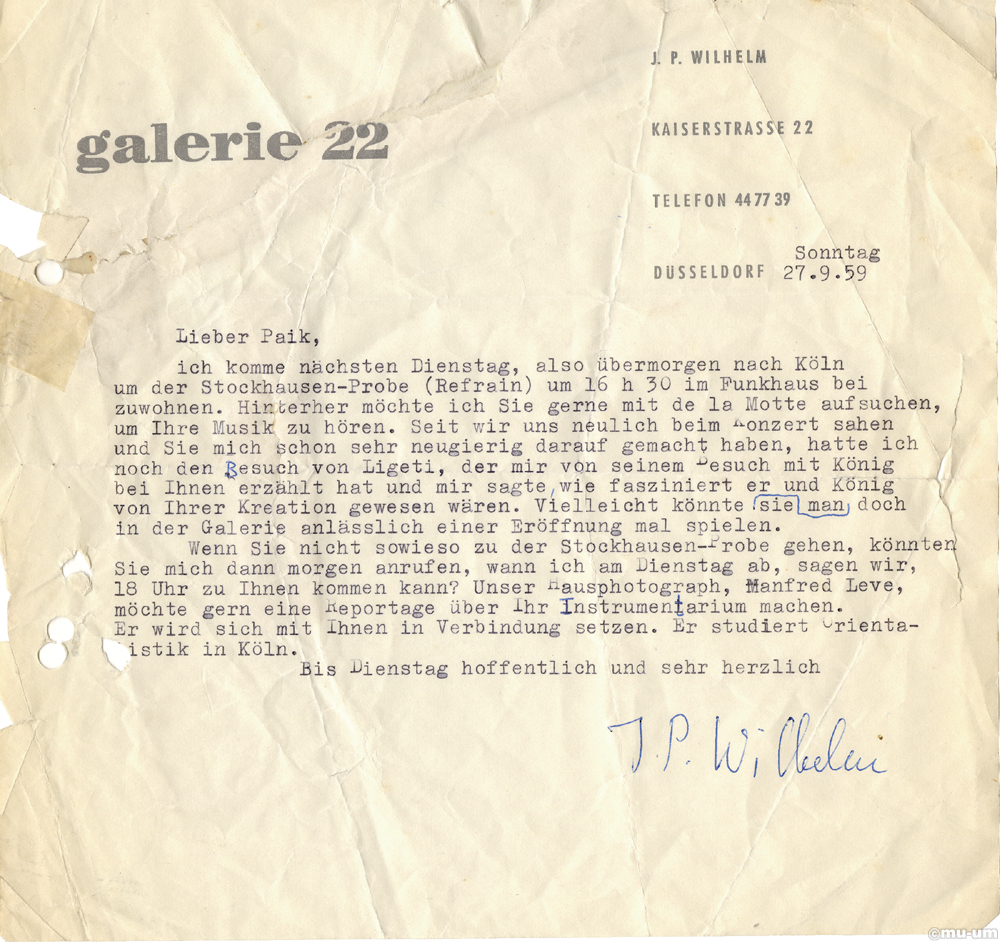 J. P. WILHELM
galerie 22
KAISERSTRASSE 22
TELEFON 44 77 39
Sonntag
DÜSSELDORF 27.9.59
Lieber Paik,
ich komme nächsten Dienstag, also übermorgen nach Köln
um der Stockhausen-Probe (Refrain) um 16 h 30 im Funkhaus bei
zuwohnen. Hinterher möchte ich Sie gerne mit de la Motte aufsuchen,
um Ihre Musik zu hören. Seit wir uns neulich beim Konzert sahen
und Sie mich schon sehr neugierig darauf gemacht haben, hatte ich
noch den Besuch von Ligeti, der mir von seinem Besuch mit König
bei Ihnen erzählt hat und mir sagte, wie fasziniert er und König
von Ihrer Kreation gewesen wären. Vielleicht könnte sie man doch
in der Galerie anlässlich einer Eröffnung mal spielen.
Wenn Sie nicht sowieso zu der Stockhausen-Probe gehen, könnten
Sie mich dann morgen anrufen, wann ich am Dienstag ab, sagen wir,
18 Uhr zu Ihnen kommen kann? Unser Hausphotograph, Manfred Leve,
möchte gern eine Reportage über Ihr Instrumentarium machen.
Er wird sich mit Ihnen in Verbindung setzen. Er studiert Orienta-
istik in Köln.
Bis Dienstag hoffentlich und sehr herzlich
J. P. Wilhelm
©mu-um